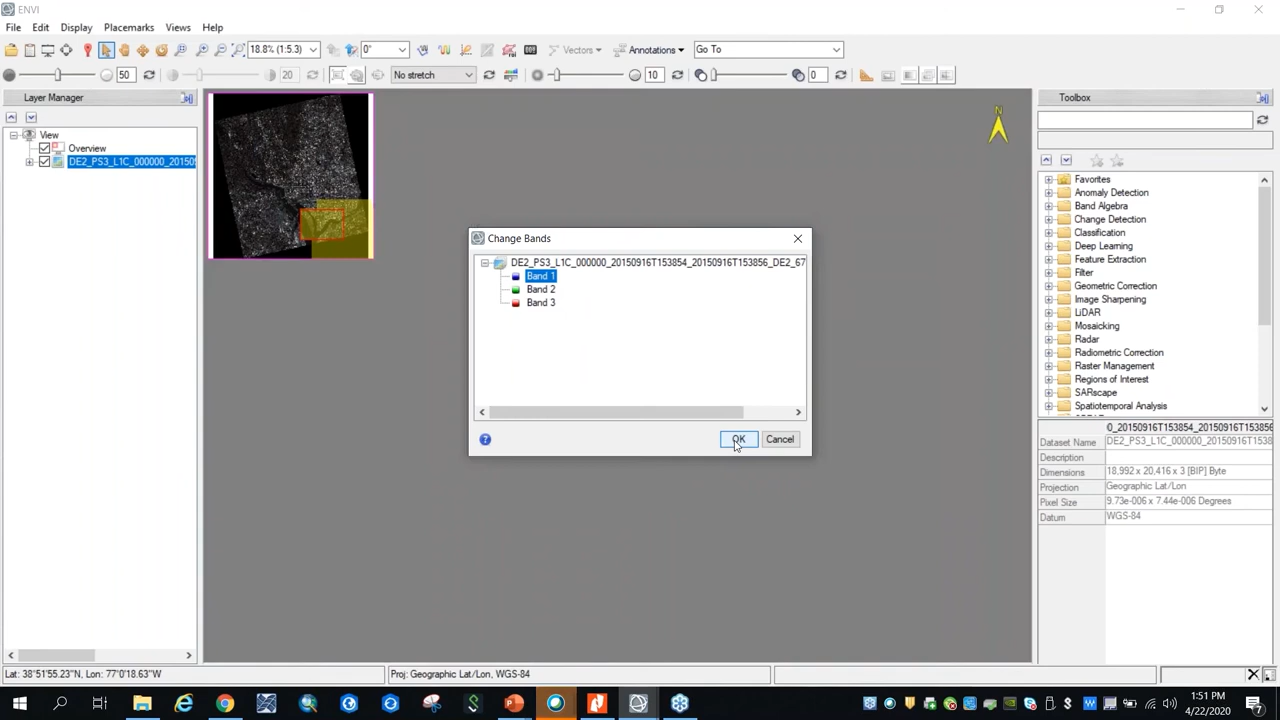 ENVI
File Edit Display Placemarks Views Help
18.8% (1:5.3) 0° Vectors Annotations Go To
50 20 No stretch 10 0
Layer Manager
View
Overview
DE2_PS3_L1C_000000_20150
Change Bands
DE2_PS3_L1C_000000_20150916T153854_20150916T153856_DE2_67
Band 1
Band 2
Band 3
? OK Cancel
N
Toolbox
Favorites
Anomaly Detection
Band Algebra
Change Detection
Classification
Deep Learning
Feature Extraction
Filter
Geometric Correction
Image Sharpening
LiDAR
Mosaicking
Radar
Radiometric Correction
Raster Management
Regions of Interest
SARscape
Spatiotemporal Analysis
0_20150916T153854_20150916T153856
Dataset Name DE2_PS3_L1C_000000_20150916T1538
Description
Dimensions 18,992 x 20,416 x 3 [BIP] Byte
Projection Geographic Lat/Lon
Pixel Size 9.73e-006 x 7.44e-006 Degrees
Datum WGS-84
Lat: 38°51'55.23"N, Lon: 77°0'18.63"W Proj: Geographic Lat/Lon, WGS-84
1:51 PM
4/22/2020